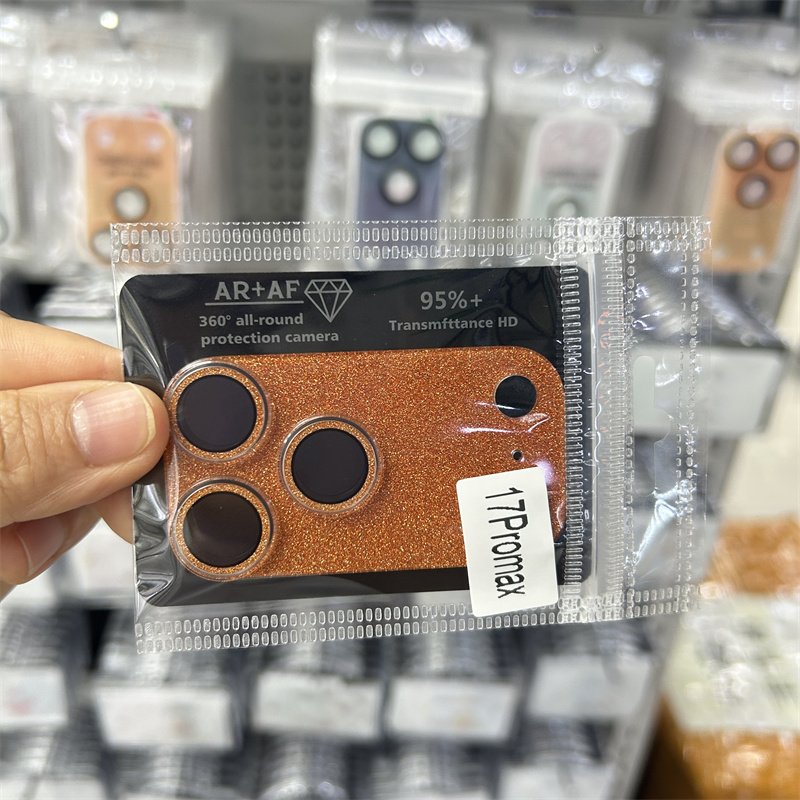 AR+AF
360° all-round
protection camera
95%+
Transmfttance HD
17Promax